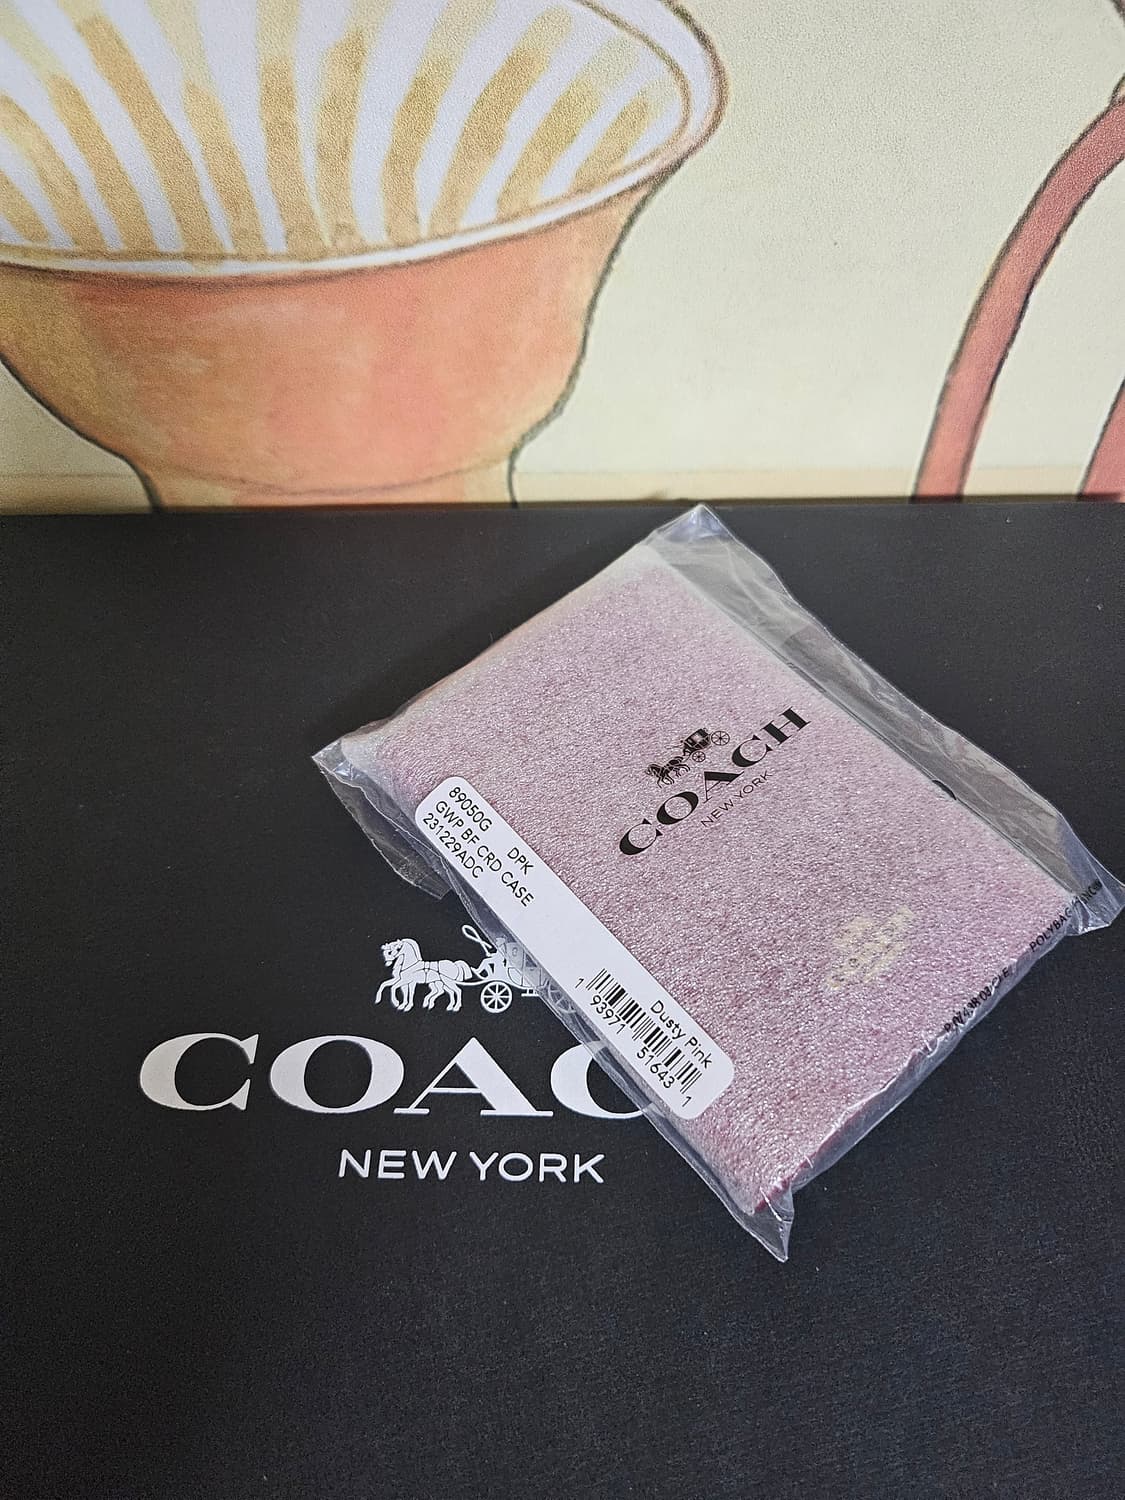 COACH
NEW YORK
89050G DPK
GWP BF CRD CASE
231229ADC
Dusty Pink
1 93971 51643 1
COACH
COAC
NEW YORK